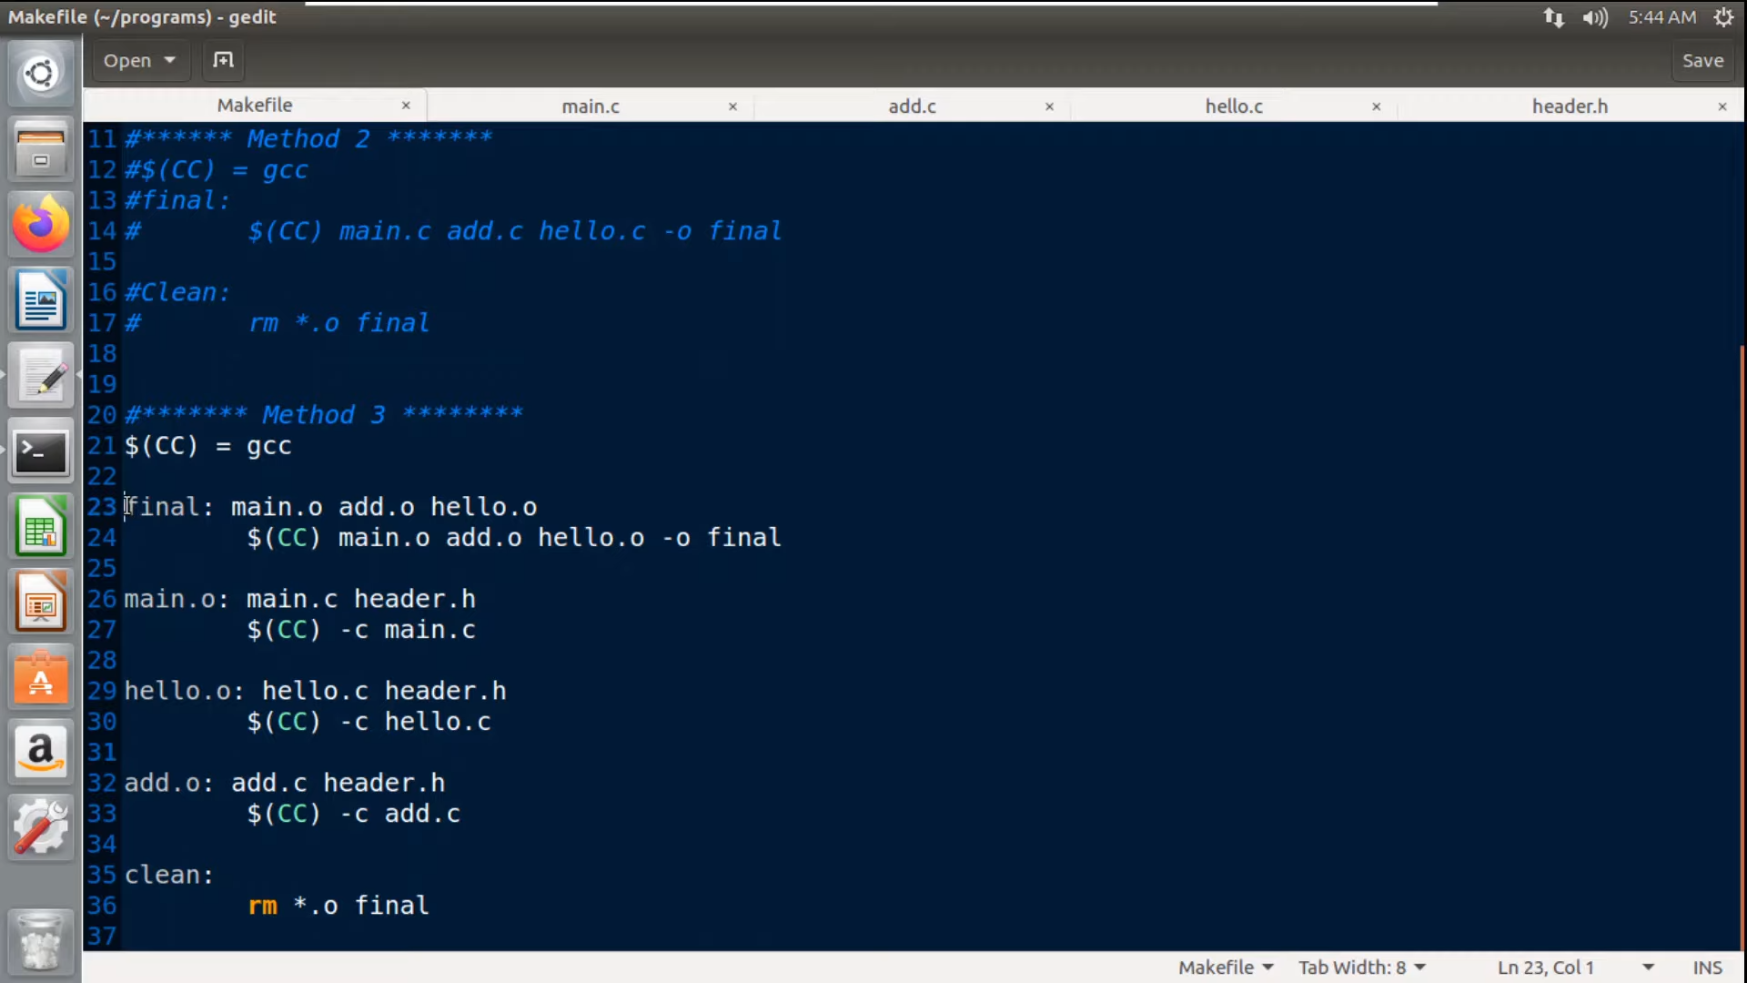 Makefile (~/programs) - gedit
5:44 AM
Open
Save
Makefile × main.c × add.c × hello.c × header.h ×
11 #****** Method 2 *******
12 #$(CC) = gcc
13 #final:
14 #       $(CC) main.c add.c hello.c -o final
15
16 #Clean:
17 #       rm *.o final
18
19
20 #******* Method 3 ********
21 $(CC) = gcc
22
23 final: main.o add.o hello.o
24         $(CC) main.o add.o hello.o -o final
25
26 main.o: main.c header.h
27         $(CC) -c main.c
28
29 hello.o: hello.c header.h
30         $(CC) -c hello.c
31
32 add.o: add.c header.h
33         $(CC) -c add.c
34
35 clean:
36         rm *.o final
37
Makefile Tab Width: 8 Ln 23, Col 1 INS